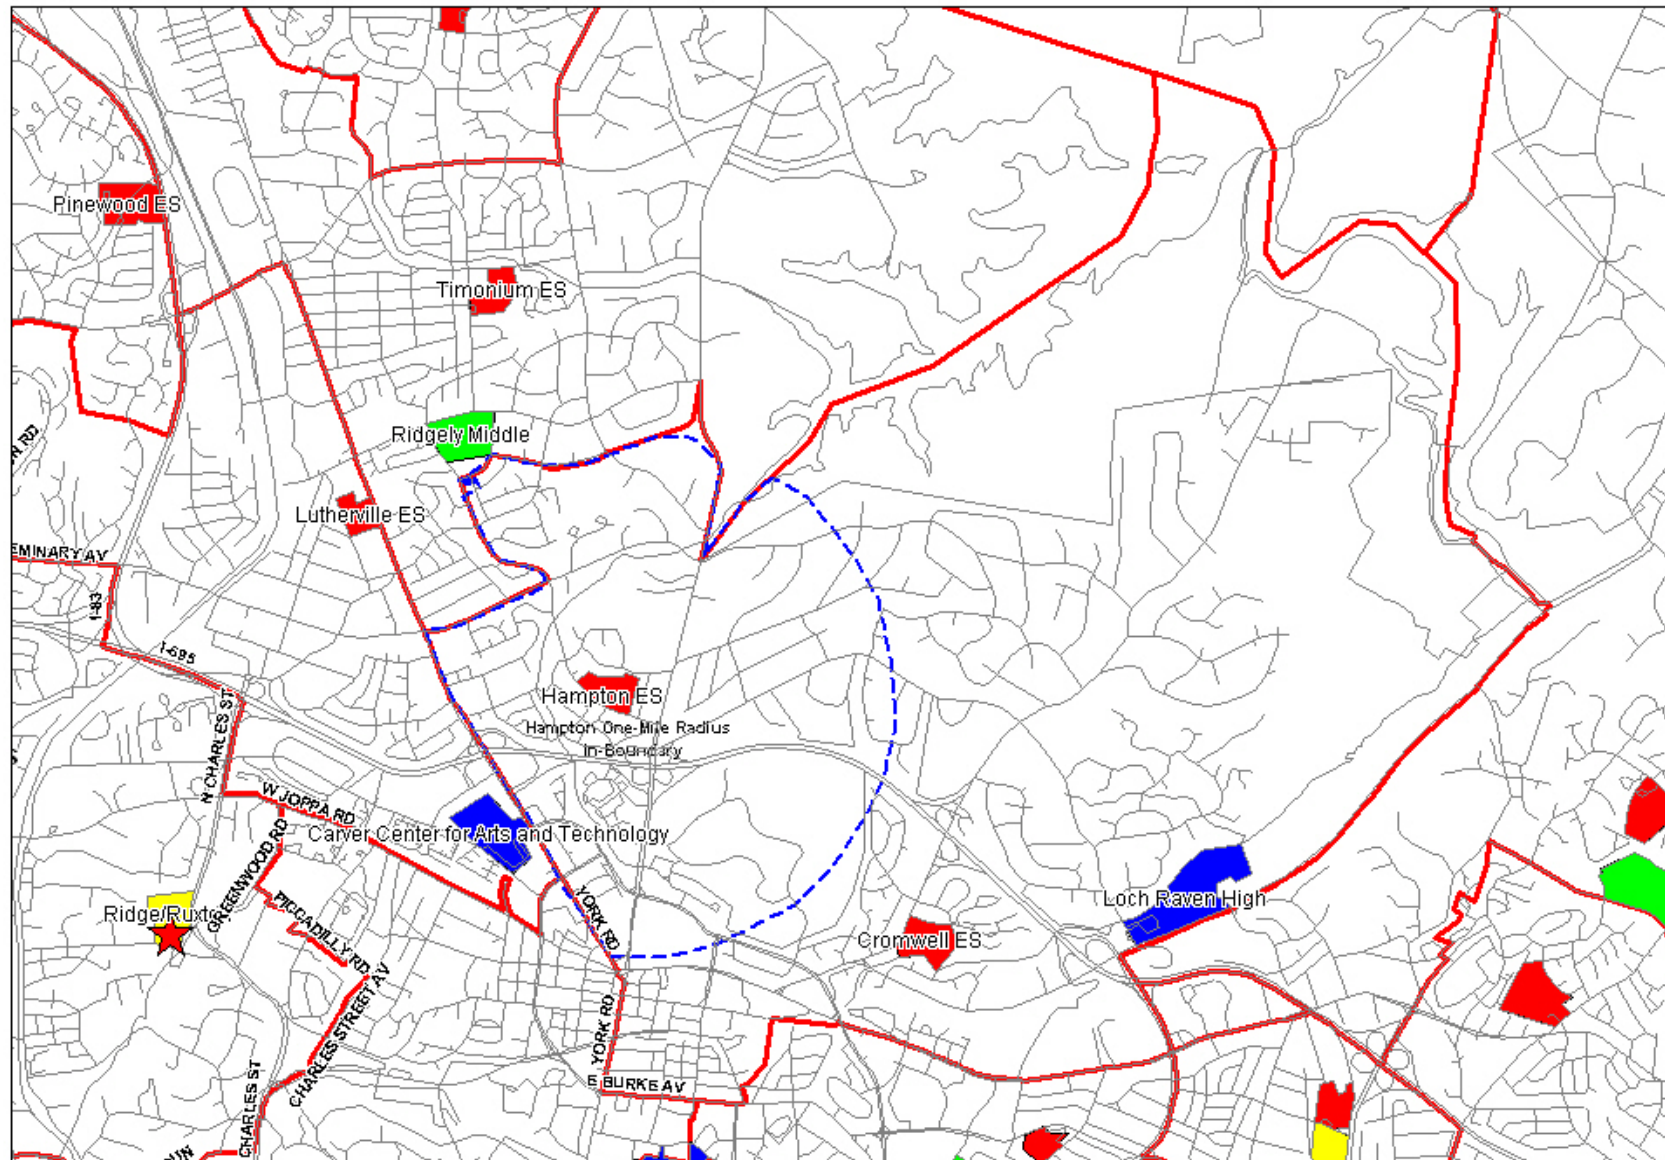 Pinewood ES
Timonium ES
Ridgely Middle
Lutherville ES
EMINARY AV
I-83
I-695
Hampton ES
Hampton One-Mile Radius
In-Boundary
N CHARLES ST
W JOPPA RD
Carver Center for Arts and Technology
GREENWOOD RD
Loch Raven High
Ridge/Ruxto
PICCADILLY RD
YORK RD
Cromwell ES
CHARLES STREET AV
YORK RD
E BURKE AV
CHARLES ST